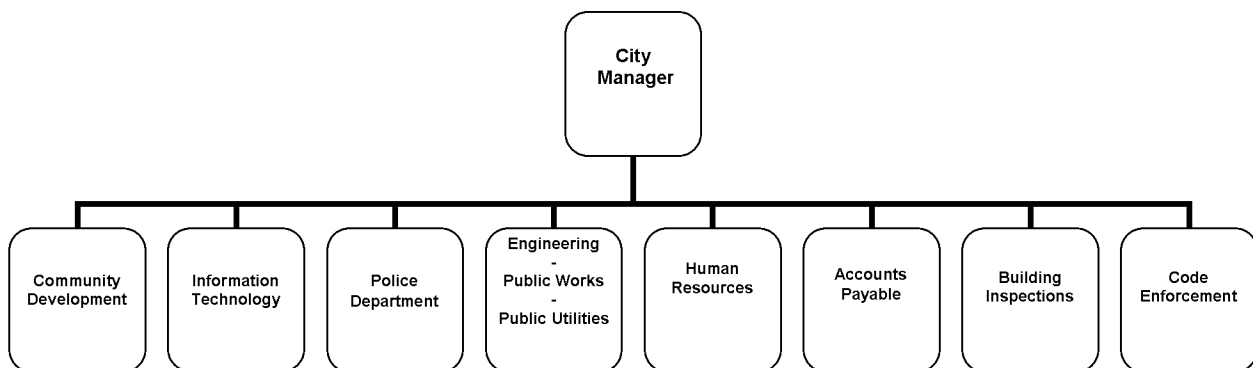 City
Manager
Community
Development
Information
Technology
Police
Department
Engineering
-
Public Works
-
Public Utilities
Human
Resources
Accounts
Payable
Building
Inspections
Code
Enforcement